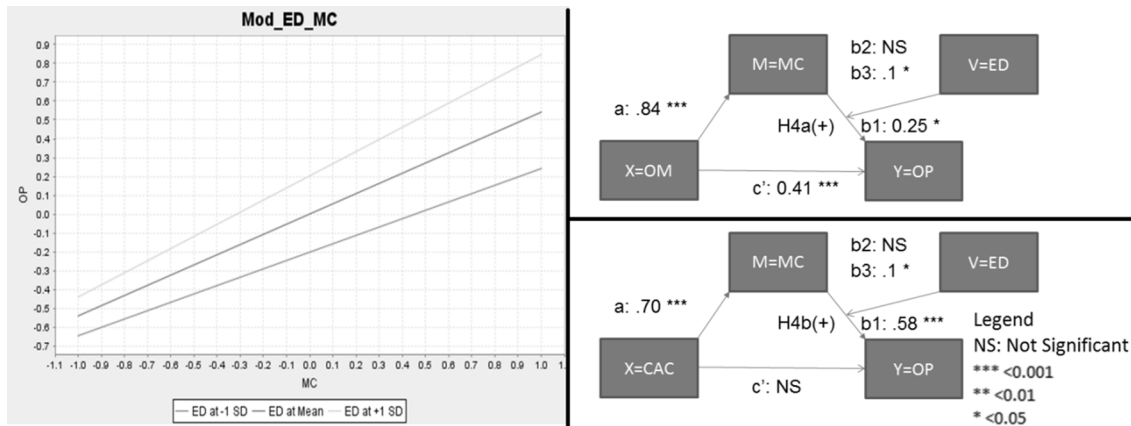 Mod_ED_MC
0.9
0.8
0.7
0.6
0.5
0.4
0.3
0.2
0.1
0.0
-0.1
-0.2
-0.3
-0.4
-0.5
-0.6
-0.7
OP
-1.1 -1.0 -0.9 -0.8 -0.7 -0.6 -0.5 -0.4 -0.3 -0.2 -0.1 0.0 0.1 0.2 0.3 0.4 0.5 0.6 0.7 0.8 0.9 1.0 1.
MC
ED at -1 SD ED at Mean ED at +1 SD
M=MC
b2: NS
b3: .1 *
V=ED
a: .84 ***
H4a(+)
b1: 0.25 *
X=OM
Y=OP
c’: 0.41 ***
M=MC
b2: NS
b3: .1 *
V=ED
a: .70 ***
H4b(+)
b1: .58 ***
X=CAC
Y=OP
c’: NS
Legend
NS: Not Significant
*** <0.001
** <0.01
* <0.05